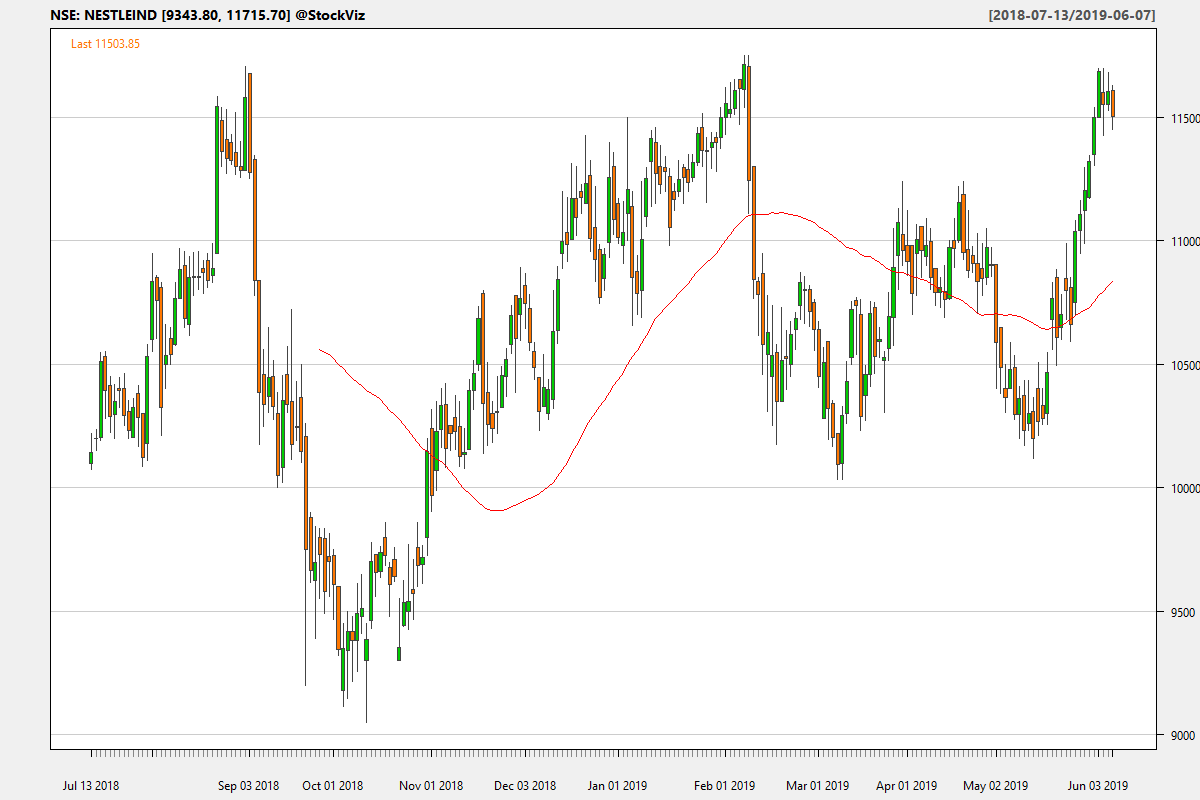 NSE: NESTLEIND [9343.80, 11715.70] @StockViz [2018-07-13/2019-06-07]
Last 11503.85
11500
11000
10500
10000
9500
9000
Jul 13 2018 Sep 03 2018 Oct 01 2018 Nov 01 2018 Dec 03 2018 Jan 01 2019 Feb 01 2019 Mar 01 2019 Apr 01 2019 May 02 2019 Jun 03 2019